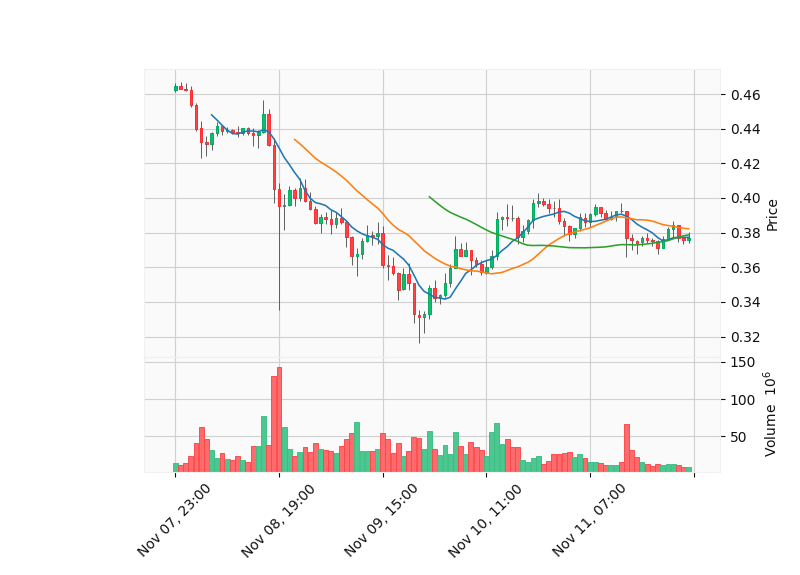 0.46
0.44
0.42
0.40
0.38
0.36
0.34
0.32
Price
150
100
50
Volume 10^6
Nov 07, 23:00
Nov 08, 19:00
Nov 09, 15:00
Nov 10, 11:00
Nov 11, 07:00